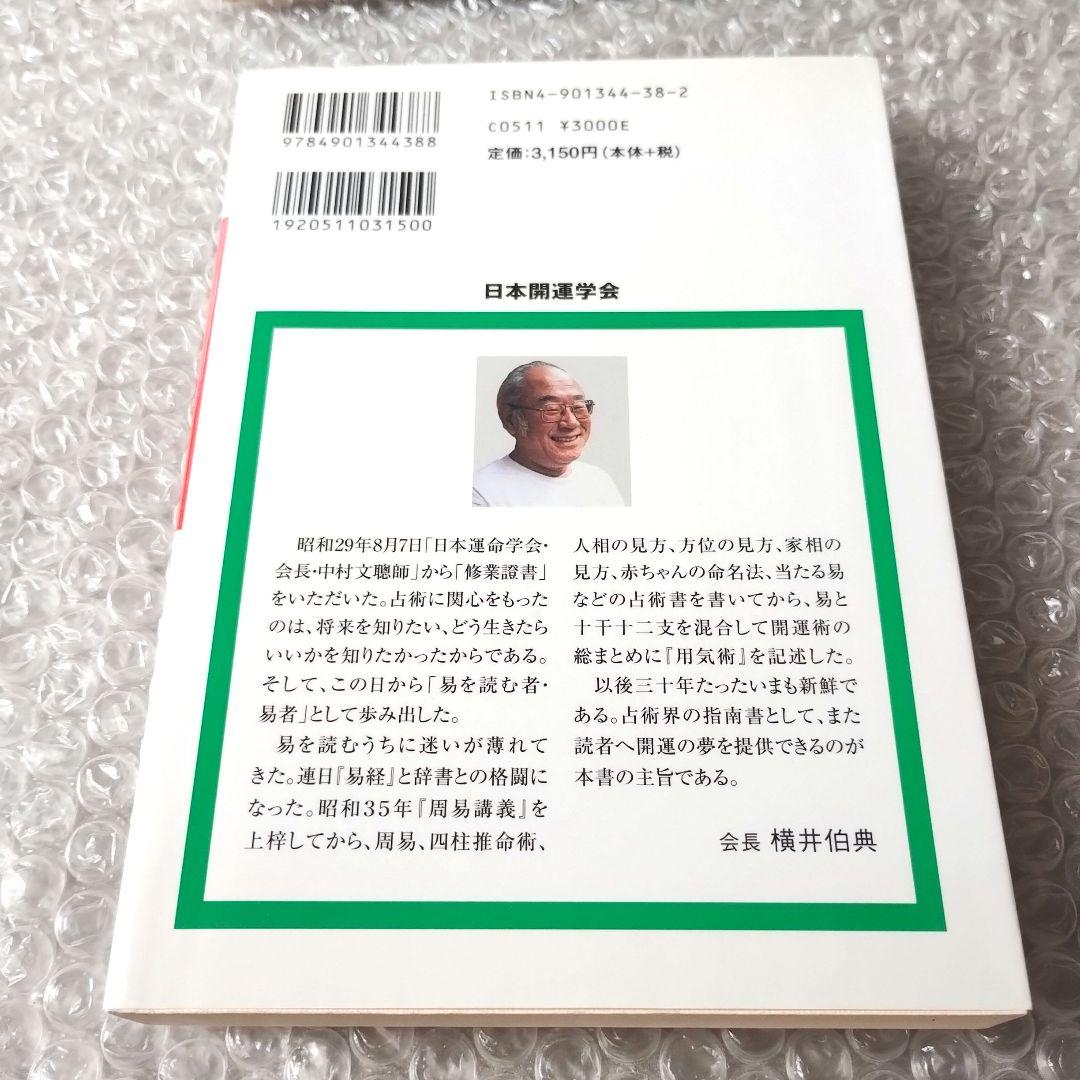 ISBN4-901344-38-2
C0511 ¥3000E
定価:3,150円(本体+税)
9784901344388
1920511031500
日本開運学会
昭和29年8月7日「日本運命学会・
会長・中村文聰師」から「修業證書」
をいただいた。占術に関心をもった
のは、将来を知りたい、どう生きたら
いいかを知りたかったからである。
そして、この日から「易を読む者・
易者」として歩み出した。
易を読むうちに迷いが薄れて
きた。連日『易経』と辞書との格闘に
なった。昭和35年『周易講義』を
上梓してから、周易、四柱推命術、
人相の見方、方位の見方、家相の
見方、赤ちゃんの命名法、当たる易
などの占術書を書いてから、易と
十干十二支を混合して開運術の
総まとめに『用気術』を記述した。
以後三十年たったいまも新鮮で
ある。占術界の指南書として、また
読者へ開運の夢を提供できるのが
本書の主旨である。
会長 横井伯典